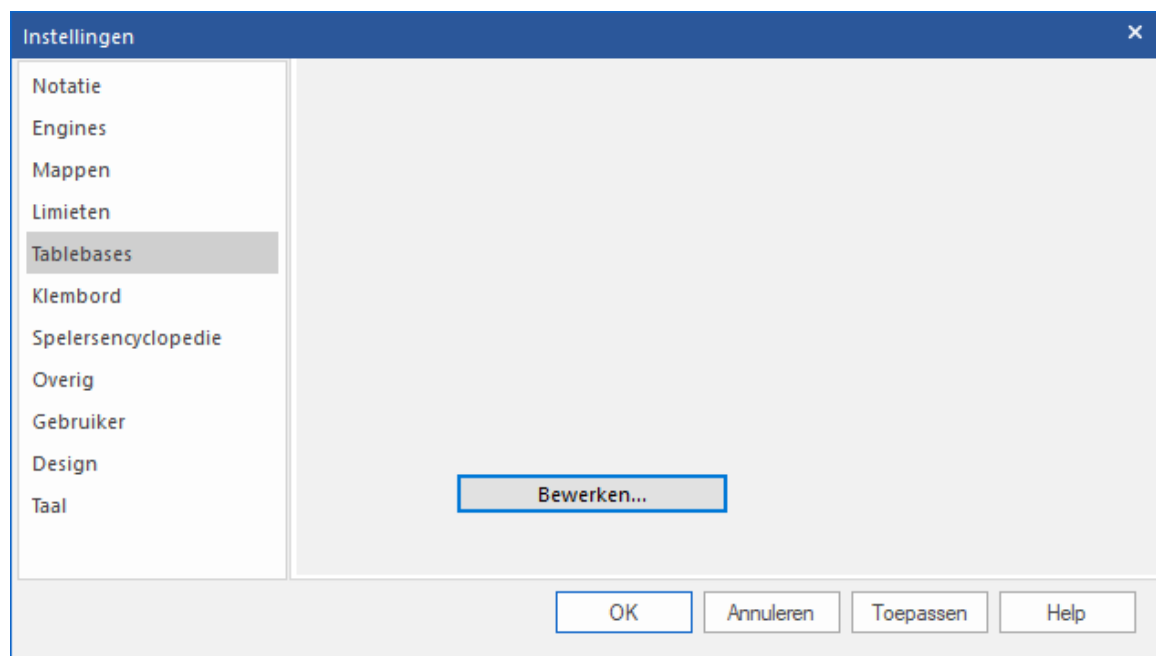 Instellingen
Notatie
Engines
Mappen
Limieten
Tablebases
Klembord
Spelersencyclopedie
Overig
Gebruiker
Design
Taal
Bewerken...
OK
Annuleren
Toepassen
Help